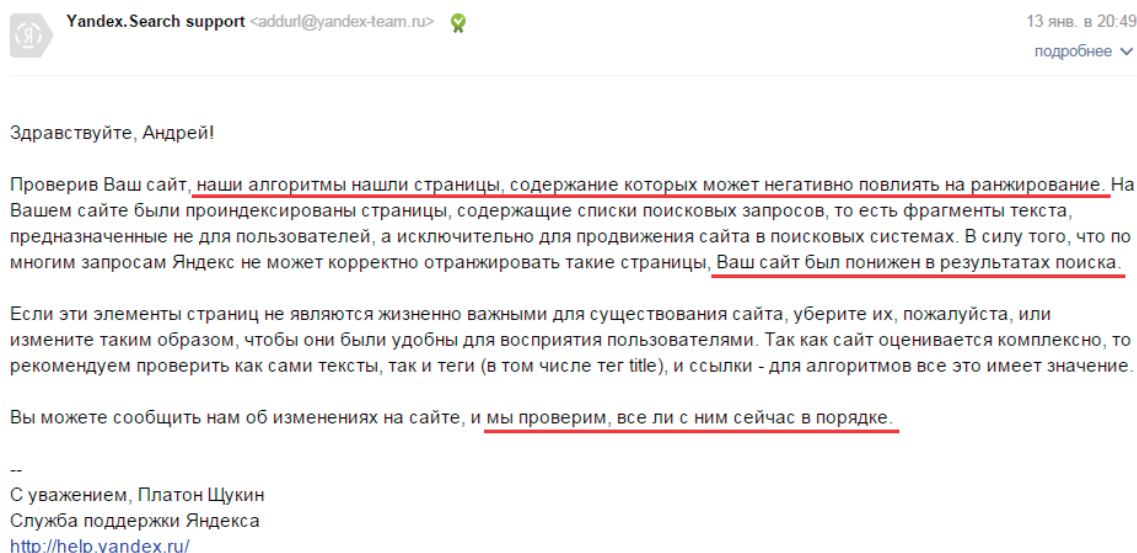 Yandex.Search support <addurl@yandex-team.ru>
13 янв. в 20:49
подробнее
Здравствуйте, Андрей!
Проверив Ваш сайт, наши алгоритмы нашли страницы, содержание которых может негативно повлиять на ранжирование. На
Вашем сайте были проиндексированы страницы, содержащие списки поисковых запросов, то есть фрагменты текста,
предназначенные не для пользователей, а исключительно для продвижения сайта в поисковых системах. В силу того, что по
многим запросам Яндекс не может корректно отранжировать такие страницы, Ваш сайт был понижен в результатах поиска.
Если эти элементы страниц не являются жизненно важными для существования сайта, уберите их, пожалуйста, или
измените таким образом, чтобы они были удобны для восприятия пользователями. Так как сайт оценивается комплексно, то
рекомендуем проверить как сами тексты, так и теги (в том числе тег title), и ссылки - для алгоритмов все это имеет значение.
Вы можете сообщить нам об изменениях на сайте, и мы проверим, все ли с ним сейчас в порядке.
--
С уважением, Платон Щукин
Служба поддержки Яндекса
http://help.yandex.ru/